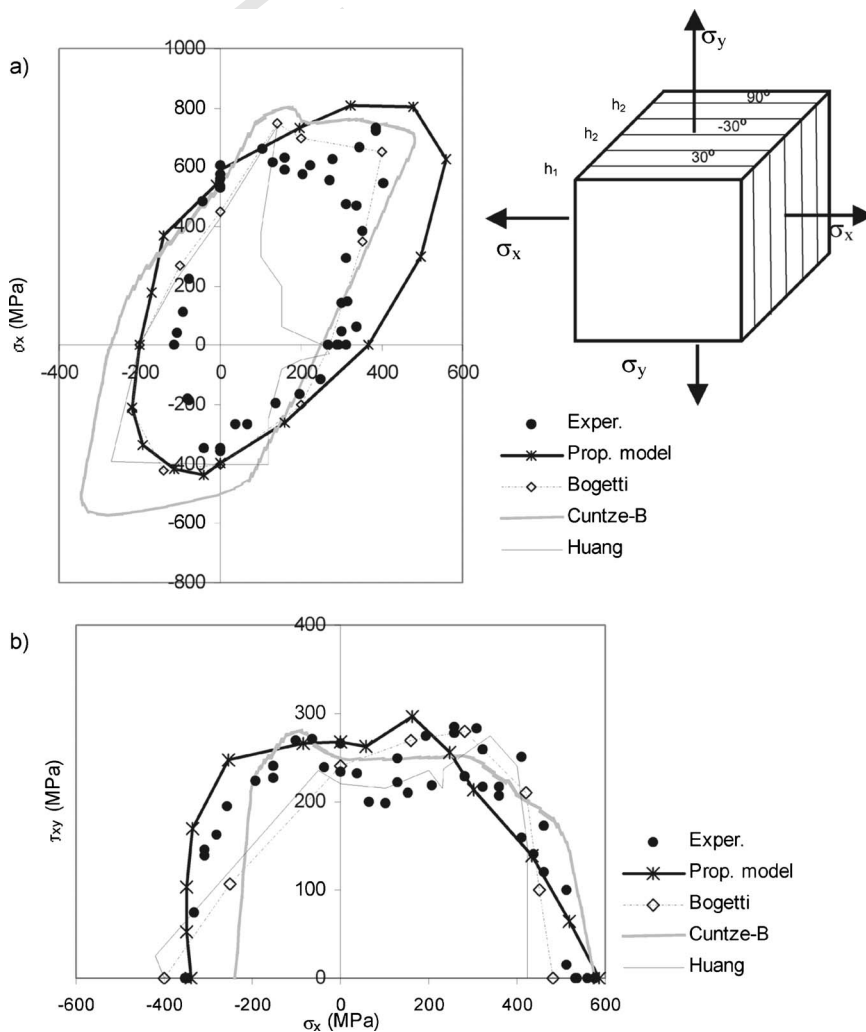 a)
σx (MPa)
1000
800
600
400
200
0
-200
-400
-600
-800
-400
-200
0
200
400
600
σy
90°
-30°
30°
h2
h2
h1
σx
σx
σy
Exper.
Prop. model
Bogetti
Cuntze-B
Huang
b)
τxy (MPa)
400
300
200
100
0
-600
-400
-200
0
200
400
600
σx (MPa)
Exper.
Prop. model
Bogetti
Cuntze-B
Huang